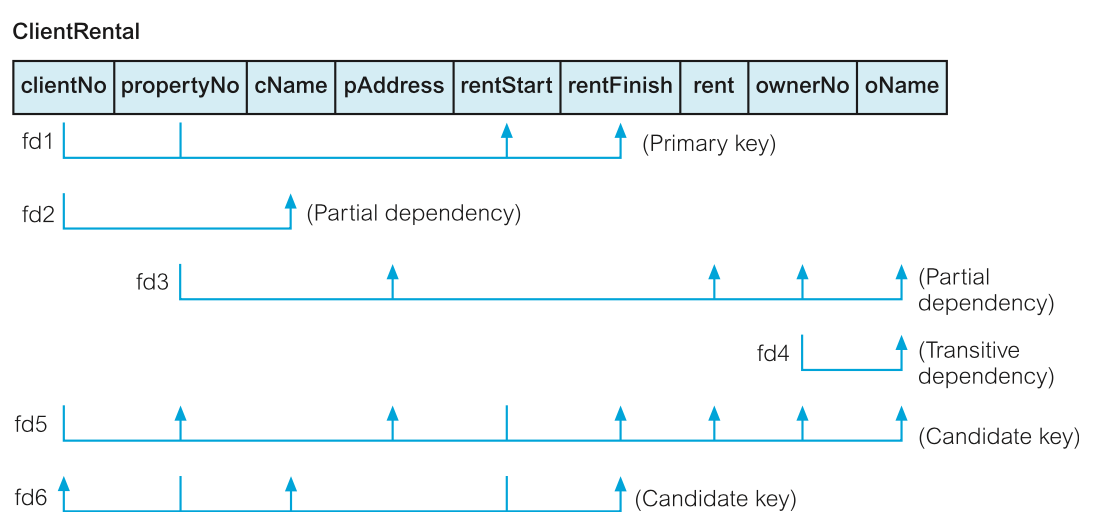 ClientRental
clientNo propertyNo cName pAddress rentStart rentFinish rent ownerNo oName
fd1 (Primary key)
fd2 (Partial dependency)
fd3 (Partial
dependency)
fd4 (Transitive
dependency)
fd5 (Candidate key)
fd6 (Candidate key)